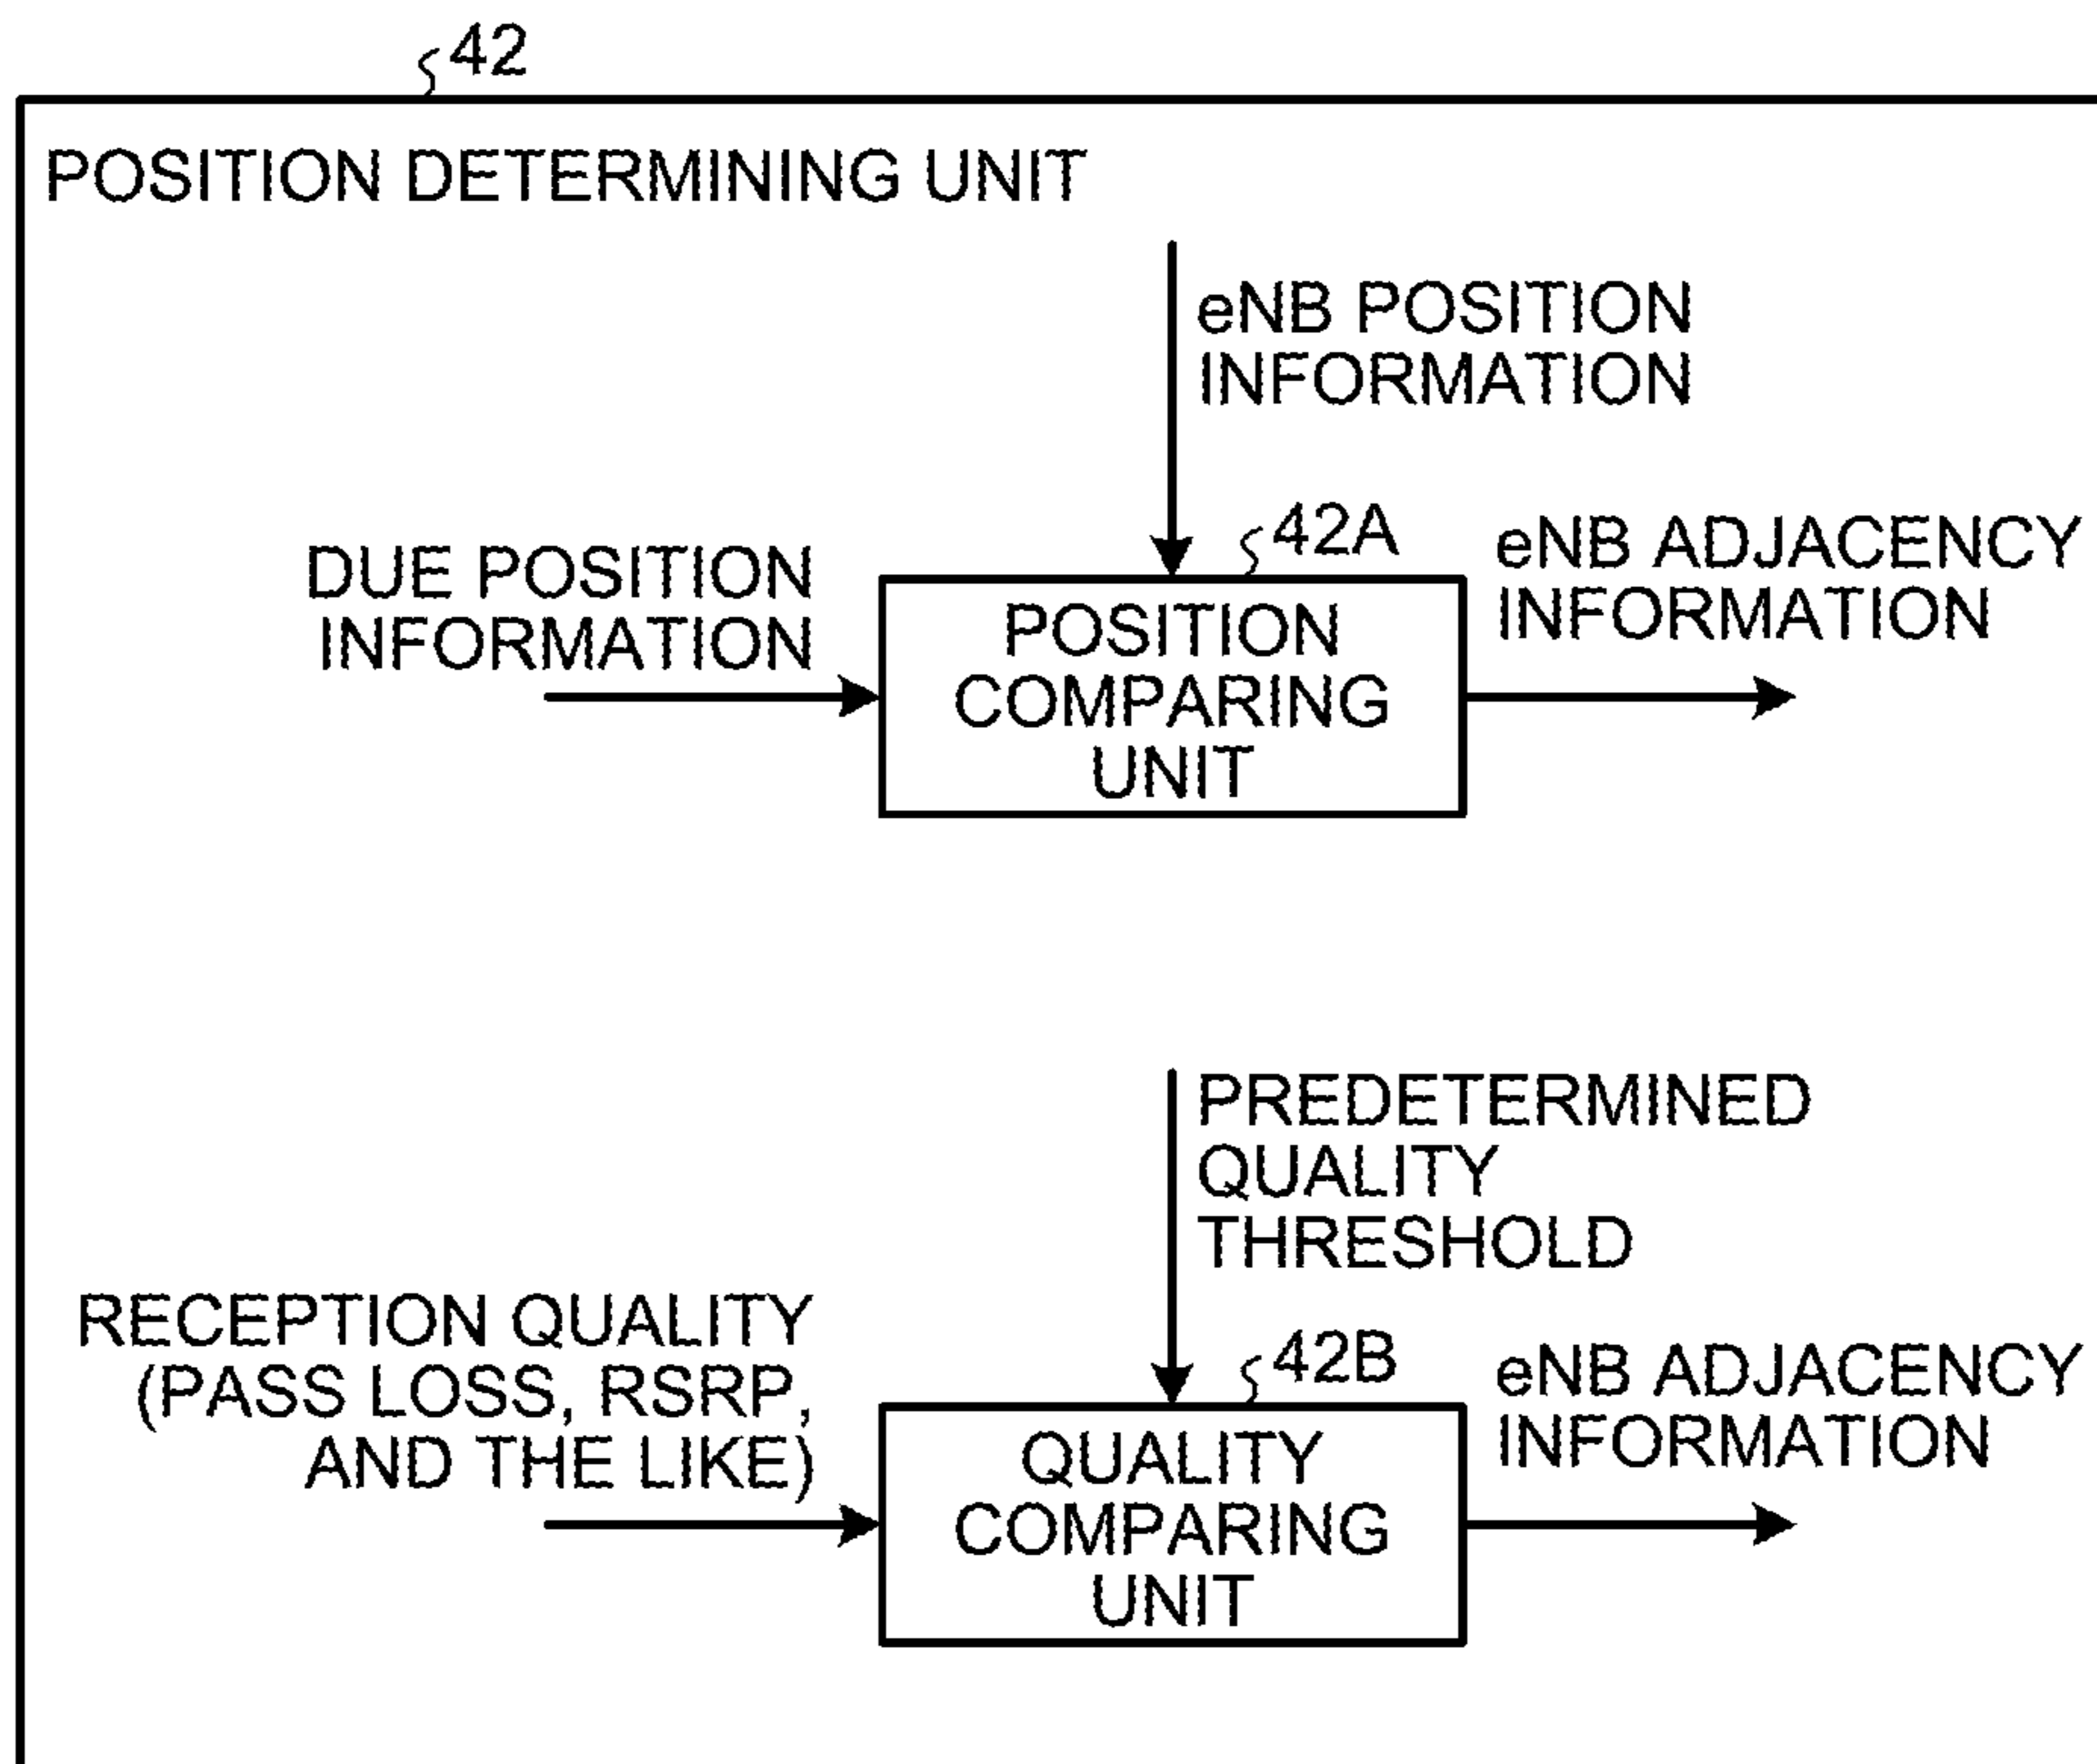 42
POSITION DETERMINING UNIT
eNB POSITION
INFORMATION
42A
DUE POSITION
INFORMATION
POSITION
COMPARING
UNIT
eNB ADJACENCY
INFORMATION
PREDETERMINED
QUALITY
THRESHOLD
42B
RECEPTION QUALITY
(PASS LOSS, RSRP,
AND THE LIKE)
QUALITY
COMPARING
UNIT
eNB ADJACENCY
INFORMATION